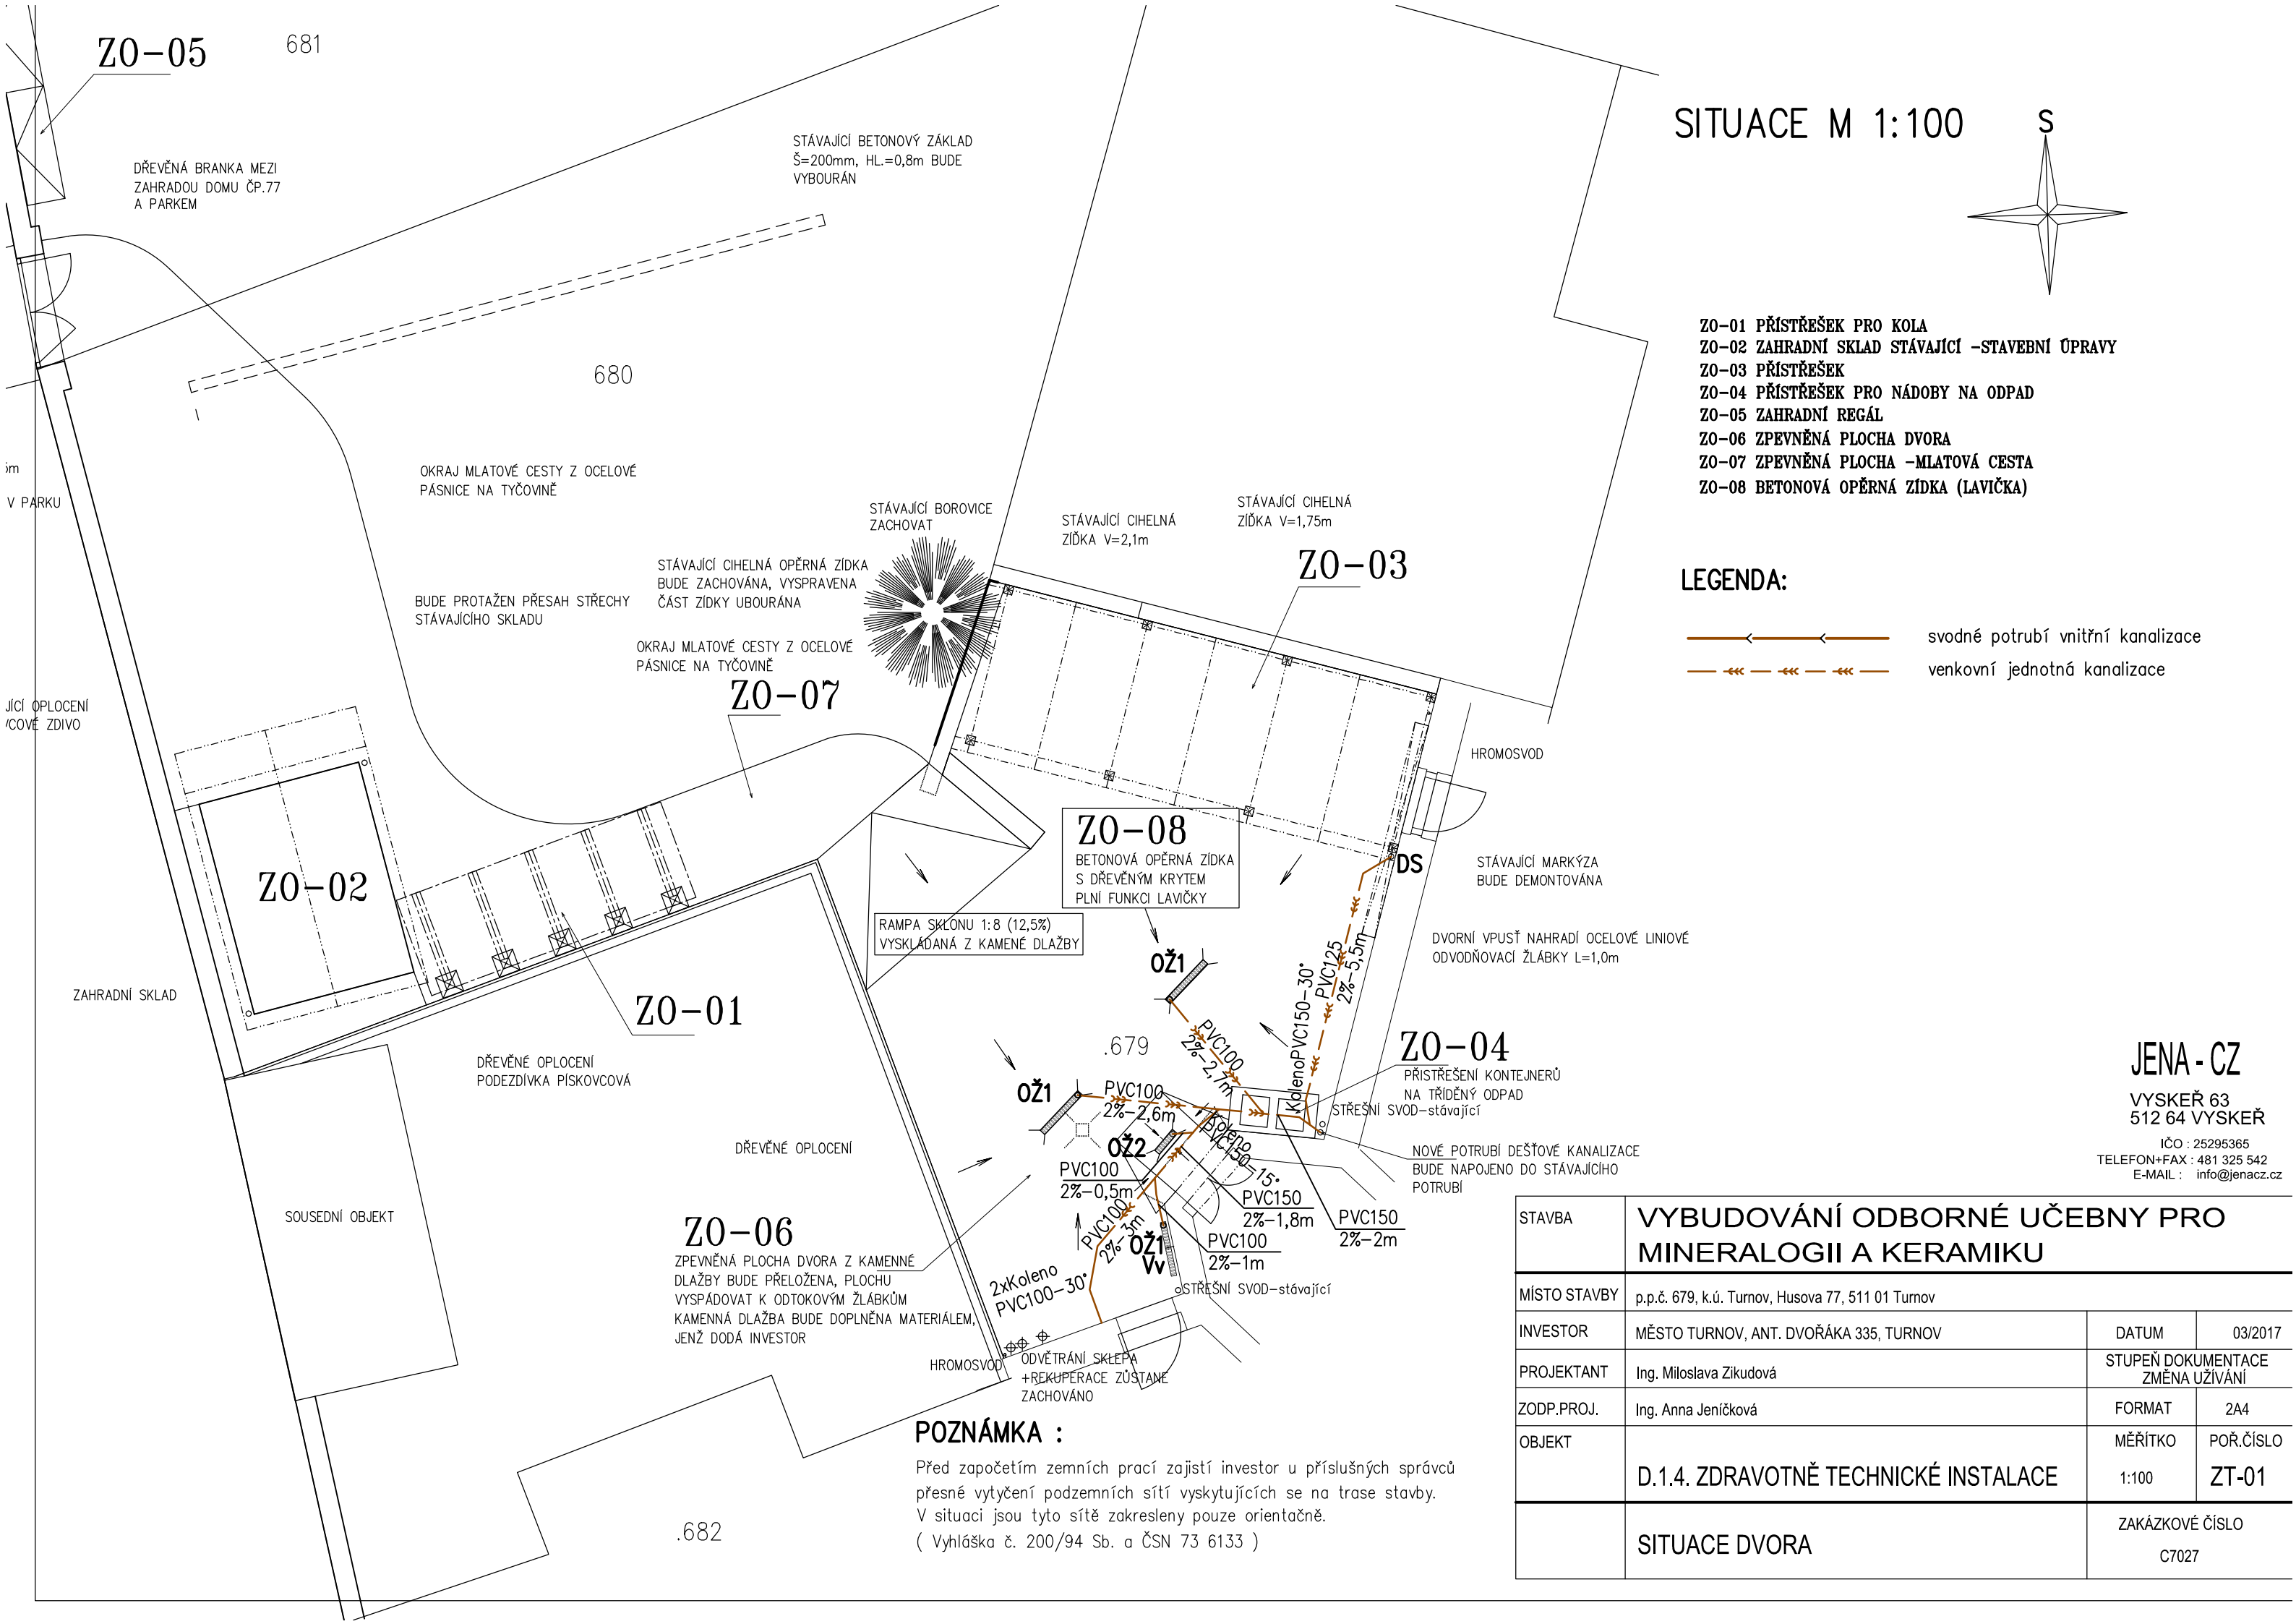 ZO-05
681
DŘEVĚNÁ BRANKA MEZI
ZAHRADOU DOMU ČP.77
A PARKEM
STÁVAJÍCÍ BETONOVÝ ZÁKLAD
Š=200mm, HL.=0,8m BUDE
VYBOURÁN
SITUACE M 1:100
S
ZO-01 PŘÍSTŘEŠEK PRO KOLA
ZO-02 ZAHRADNÍ SKLAD STÁVAJÍCÍ -STAVEBNÍ ÚPRAVY
ZO-03 PŘÍSTŘEŠEK
ZO-04 PŘÍSTŘEŠEK PRO NÁDOBY NA ODPAD
ZO-05 ZAHRADNÍ REGÁL
ZO-06 ZPEVNĚNÁ PLOCHA DVORA
ZO-07 ZPEVNĚNÁ PLOCHA -MLATOVÁ CESTA
ZO-08 BETONOVÁ OPĚRNÁ ZÍDKA (LAVIČKA)
LEGENDA:
svodné potrubí vnitřní kanalizace
venkovní jednotná kanalizace
680
V PARKU
OKRAJ MLATOVÉ CESTY Z OCELOVÉ
PÁSNICE NA TYČOVINĚ
STÁVAJÍCÍ BOROVICE
ZACHOVAT
STÁVAJÍCÍ CIHELNÁ
ZÍĎKA V=2,1m
STÁVAJÍCÍ CIHELNÁ
ZÍĎKA V=1,75m
ZO-03
STÁVAJÍCÍ CIHELNÁ OPĚRNÁ ZÍDKA
BUDE ZACHOVÁNA, VYSPRAVENA
ČÁST ZÍDKY UBOURÁNA
BUDE PROTAŽEN PŘESAH STŘECHY
STÁVAJÍCÍHO SKLADU
OKRAJ MLATOVÉ CESTY Z OCELOVÉ
PÁSNICE NA TYČOVINĚ
ZO-07
JÍCÍ OPLOCENÍ
COVÉ ZDIVO
HROMOSVOD
ZO-08
BETONOVÁ OPĚRNÁ ZÍDKA
S DŘEVĚNÝM KRYTEM
PLNÍ FUNKCI LAVIČKY
DS
STÁVAJÍCÍ MARKÝZA
BUDE DEMONTOVÁNA
ZO-02
RAMPA SKLONU 1:8 (12,5%)
VYSKLÁDANÁ Z KAMENÉ DLAŽBY
DVORNÍ VPUSŤ NAHRADÍ OCELOVÉ LINIOVÉ
ODVODŇOVACÍ ŽLÁBKY L=1,0m
OŽ1
PVC125
2%-5,5m
KolenoPVC150-30°
ZAHRADNÍ SKLAD
ZO-01
PVC100
2%-2,7m
.679
ZO-04
PŘISTŘEŠENÍ KONTEJNERŮ
NA TŘÍDĚNÝ ODPAD
STŘEŠNÍ SVOD-stávající
DŘEVĚNÉ OPLOCENÍ
PODEZDÍVKA PÍSKOVCOVÁ
OŽ1
PVC100
2%-2,6m
Koleno
PVC150-15°
JENA - CZ
VYSKEŘ 63
512 64 VYSKEŘ
IČO : 25295365
TELEFON+FAX : 481 325 542
E-MAIL : info@jenacz.cz
DŘEVĚNÉ OPLOCENÍ
OŽ2
NOVÉ POTRUBÍ DEŠŤOVÉ KANALIZACE
BUDE NAPOJENO DO STÁVAJÍCÍHO
POTRUBÍ
PVC100
2%-0,5m
PVC150
2%-1,8m
PVC150
2%-2m
PVC100
2%-3m
OŽ1
Vv
PVC100
2%-1m
SOUSEDNÍ OBJEKT
ZO-06
ZPEVNĚNÁ PLOCHA DVORA Z KAMENNÉ
DLAŽBY BUDE PŘELOŽENA, PLOCHU
VYSPÁDOVAT K ODTOKOVÝM ŽLÁBKŮM
KAMENNÁ DLAŽBA BUDE DOPLNĚNA MATERIÁLEM,
JENŽ DODÁ INVESTOR
2xKoleno
PVC100-30°
STŘEŠNÍ SVOD-stávající
HROMOSVOD
ODVĚTRÁNÍ SKLEPA
+REKUPERACE ZŮSTANE
ZACHOVÁNO
POZNÁMKA :
Před započetím zemních prací zajistí investor u příslušných správců
přesné vytyčení podzemních sítí vyskytujících se na trase stavby.
V situaci jsou tyto sítě zakresleny pouze orientačně.
( Vyhláška č. 200/94 Sb. a ČSN 73 6133 )
.682
STAVBA
VYBUDOVÁNÍ ODBORNÉ UČEBNY PRO
MINERALOGII A KERAMIKU
MÍSTO STAVBY
p.p.č. 679, k.ú. Turnov, Husova 77, 511 01 Turnov
INVESTOR
MĚSTO TURNOV, ANT. DVOŘÁKA 335, TURNOV
DATUM
03/2017
PROJEKTANT
Ing. Miloslava Zikudová
STUPEŇ DOKUMENTACE
ZMĚNA UŽÍVÁNÍ
ZODP.PROJ.
Ing. Anna Jeníčková
FORMAT
2A4
OBJEKT
D.1.4. ZDRAVOTNĚ TECHNICKÉ INSTALACE
MĚŘÍTKO
1:100
POŘ.ČÍSLO
ZT-01
SITUACE DVORA
ZAKÁZKOVÉ ČÍSLO
C7027